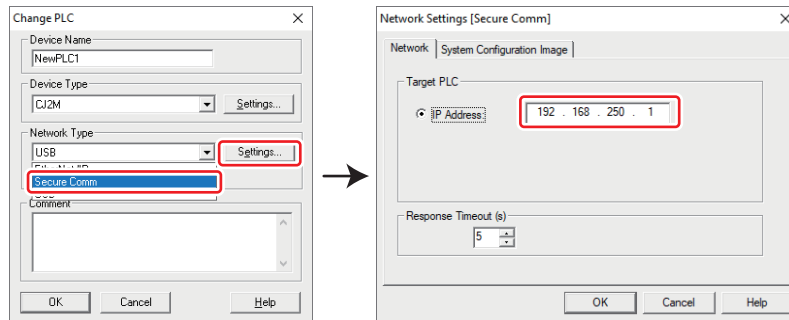 Change PLC
Device Name
NewPLC1
Device Type
CJ2M
Settings...
Network Type
USB
Settings...
Secure Comm
Comment
OK
Cancel
Help
Network Settings [Secure Comm]
Network
System Configuration Image
Target PLC
IP Address:
192 . 168 . 250 . 1
Response Timeout (s)
5
OK
Cancel
Help